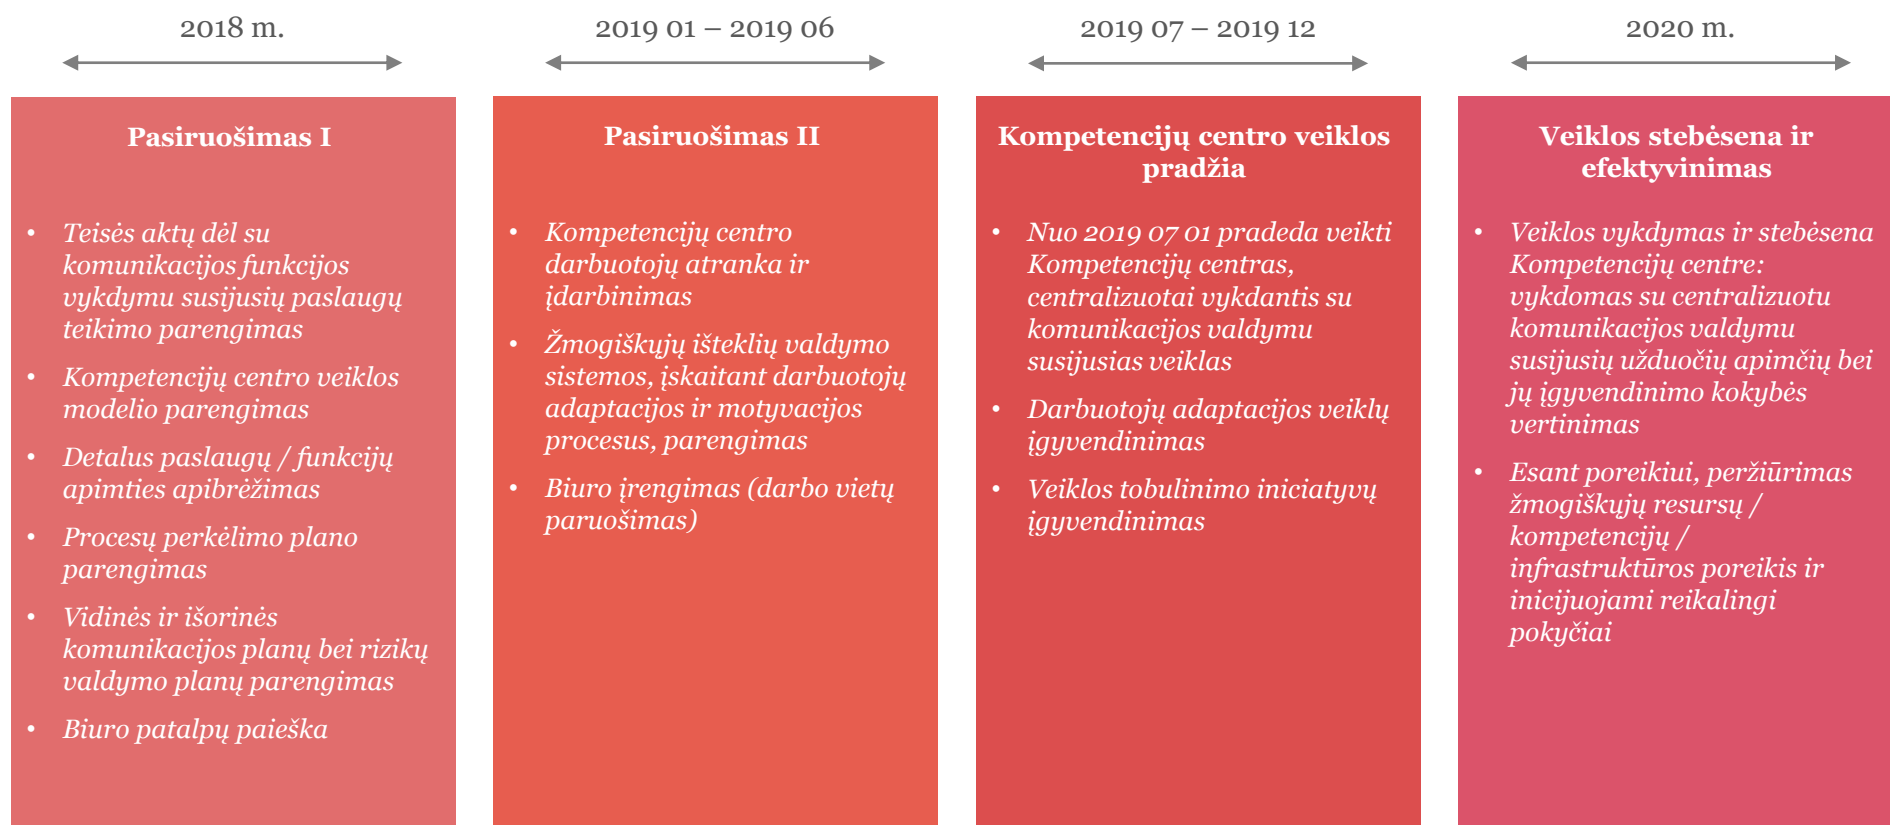 2018 m.
Pasiruošimas I
• Teisės aktų dėl su
komunikacijos funkcijos
vykdymu susijusių paslaugų
teikimo parengimas
• Kompetencijų centro veiklos
modelio parengimas
• Detalus paslaugų / funkcijų
apimties apibrėžimas
• Procesų perkėlimo plano
parengimas
• Vidinės ir išorinės
komunikacijos planų bei rizikų
valdymo planų parengimas
• Biuro patalpų paieška
2019 01 – 2019 06
Pasiruošimas II
• Kompetencijų centro
darbuotojų atranka ir
įdarbinimas
• Žmogiškųjų išteklių valdymo
sistemos, įskaitant darbuotojų
adaptacijos ir motyvacijos
procesus, parengimas
• Biuro įrengimas (darbo vietų
paruošimas)
2019 07 – 2019 12
Kompetencijų centro veiklos
pradžia
• Nuo 2019 07 01 pradeda veikti
Kompetencijų centras,
centralizuotai vykdantis su
komunikacijos valdymu
susijusias veiklas
• Darbuotojų adaptacijos veiklų
įgyvendinimas
• Veiklos tobulinimo iniciatyvų
įgyvendinimas
2020 m.
Veiklos stebėsena ir
efektyvinimas
• Veiklos vykdymas ir stebėsena
Kompetencijų centre:
vykdomas su centralizuotu
komunikacijos valdymu
susijusių užduočių apimčių bei
jų įgyvendinimo kokybės
vertinimas
• Esant poreikiui, peržiūrimas
žmogiškųjų resursų /
kompetencijų /
infrastruktūros poreikis ir
inicijuojami reikalingi
pokyčiai